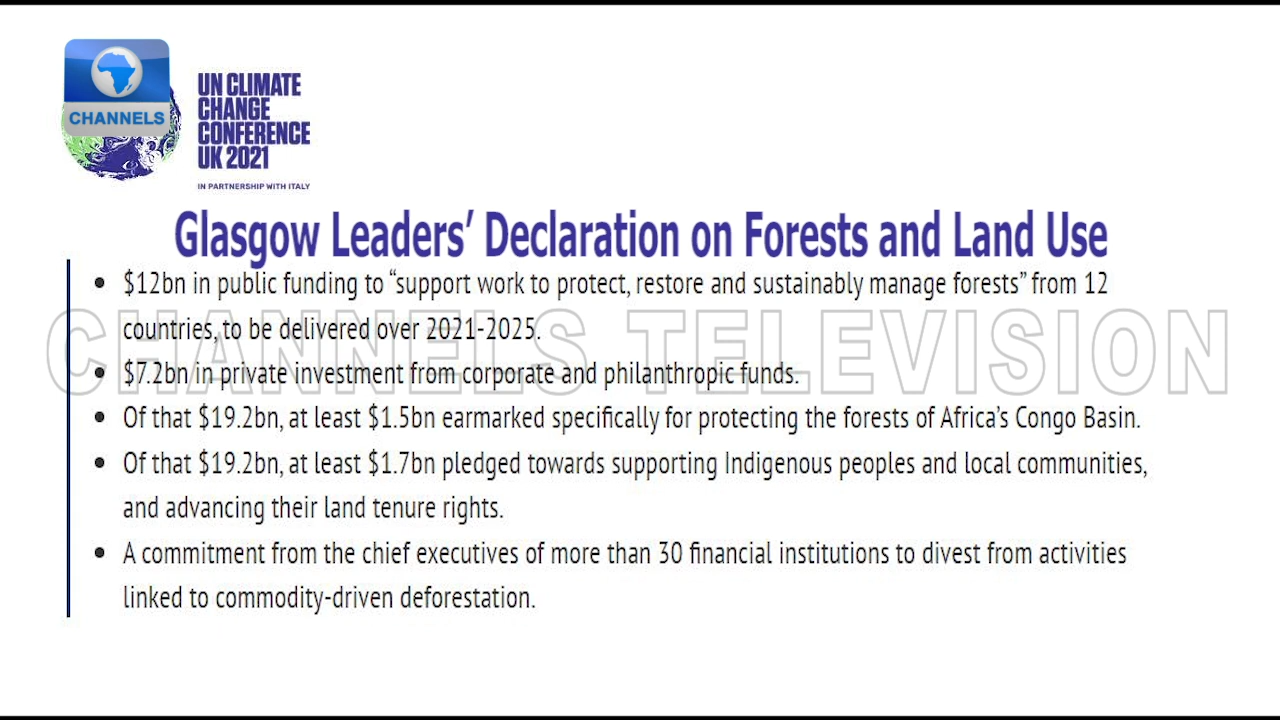 CHANNELS
UN CLIMATE
CHANGE
CONFERENCE
UK 2021
IN PARTNERSHIP WITH ITALY
Glasgow Leaders’ Declaration on Forests and Land Use
• $12bn in public funding to “support work to protect, restore and sustainably manage forests” from 12
countries, to be delivered over 2021-2025.
CHANNELS TELEVISION
• $7.2bn in private investment from corporate and philanthropic funds.
• Of that $19.2bn, at least $1.5bn earmarked specifically for protecting the forests of Africa’s Congo Basin.
• Of that $19.2bn, at least $1.7bn pledged towards supporting Indigenous peoples and local communities,
and advancing their land tenure rights.
• A commitment from the chief executives of more than 30 financial institutions to divest from activities
linked to commodity-driven deforestation.